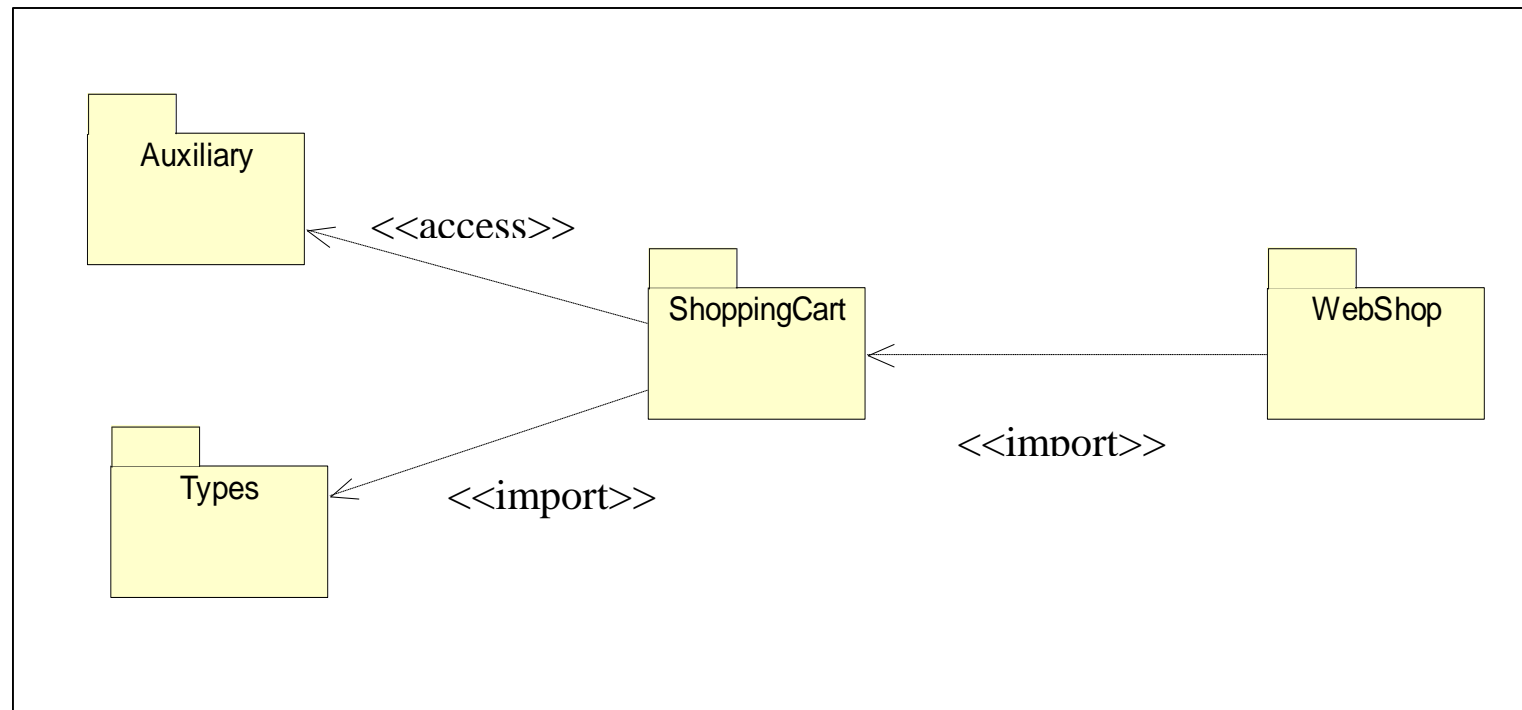 Auxiliary
<<access>>
ShoppingCart
WebShop
<<import>>
Types
<<import>>